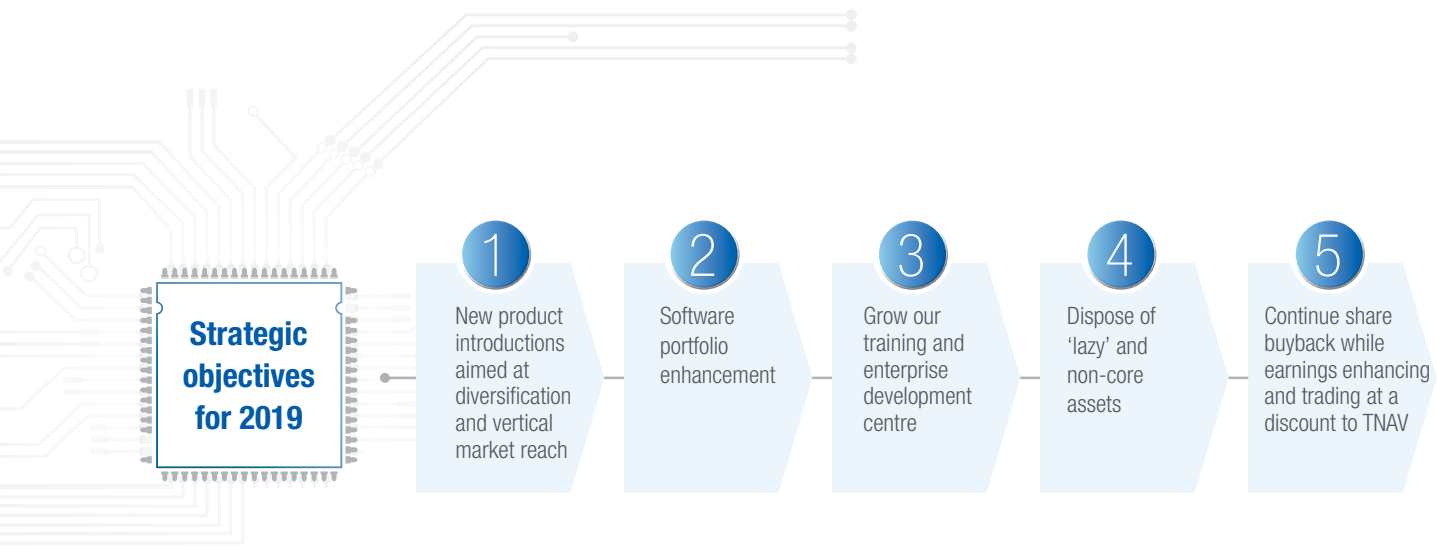 Strategic
objectives
for 2019
1
New product
introductions
aimed at
diversification
and vertical
market reach
2
Software
portfolio
enhancement
3
Grow our
training and
enterprise
development
centre
4
Dispose of
‘lazy’ and
non-core
assets
5
Continue share
buyback while
earnings enhancing
and trading at a
discount to TNAV